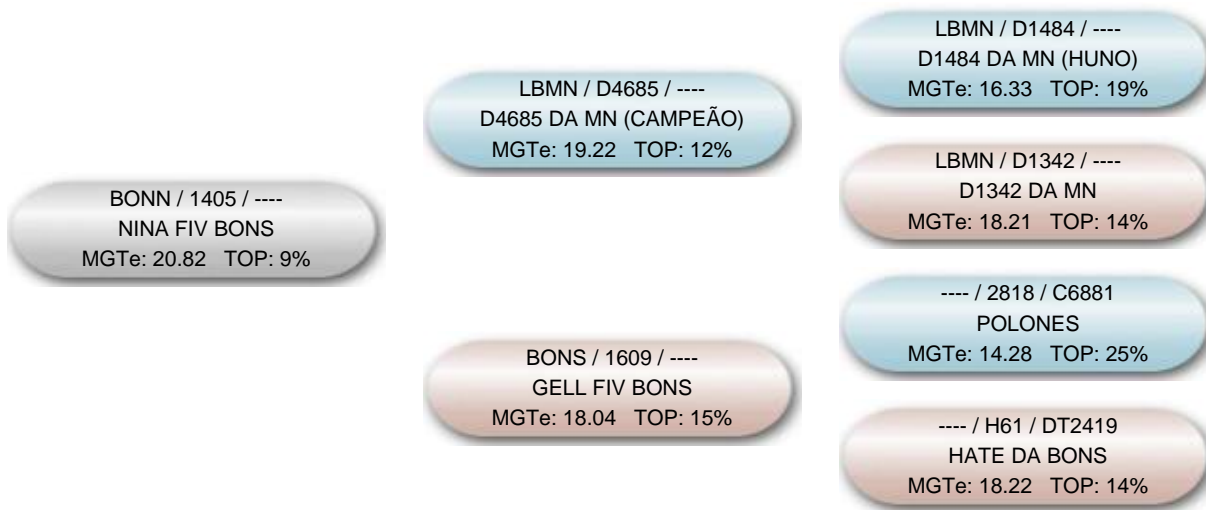 BONN / 1405 / ----
NINA FIV BONS
MGTe: 20.82 TOP: 9%
LBMN / D4685 / ----
D4685 DA MN (CAMPEÃO)
MGTe: 19.22 TOP: 12%
BONS / 1609 / ----
GELL FIV BONS
MGTe: 18.04 TOP: 15%
LBMN / D1484 / ----
D1484 DA MN (HUNO)
MGTe: 16.33 TOP: 19%
LBMN / D1342 / ----
D1342 DA MN
MGTe: 18.21 TOP: 14%
---- / 2818 / C6881
POLONES
MGTe: 14.28 TOP: 25%
---- / H61 / DT2419
HATE DA BONS
MGTe: 18.22 TOP: 14%